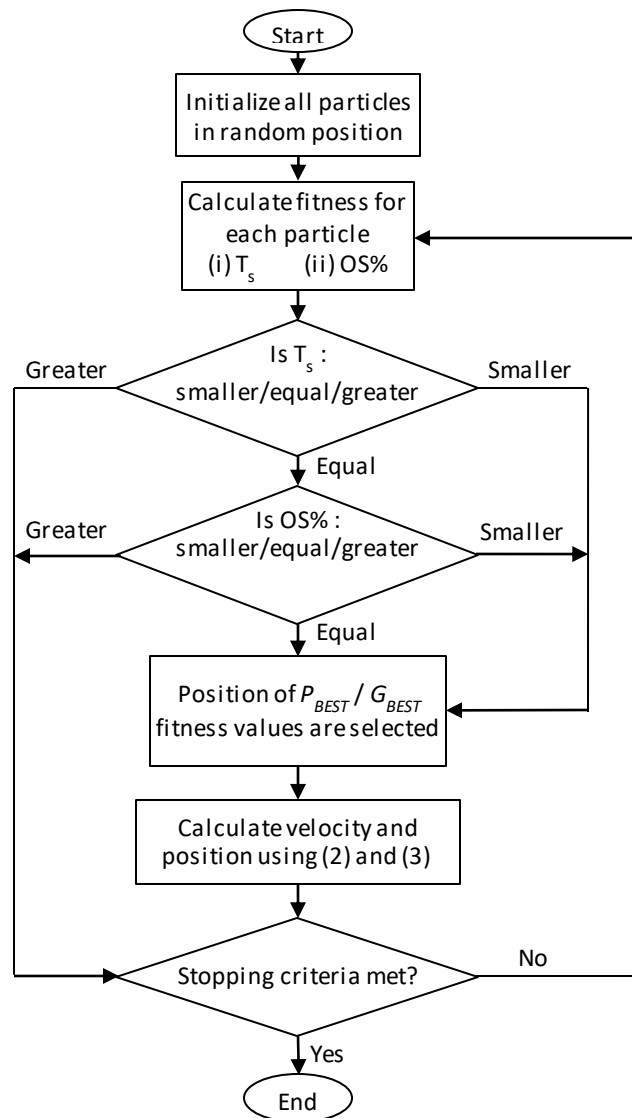 Start
Initialize all particles
in random position
Calculate fitness for
each particle
(i) Ts (ii) OS%
Is Ts :
smaller/equal/greater
Greater
Smaller
Equal
Is OS% :
smaller/equal/greater
Greater
Smaller
Equal
Position of PBEST / GBEST
fitness values are selected
Calculate velocity and
position using (2) and (3)
Stopping criteria met?
No
Yes
End